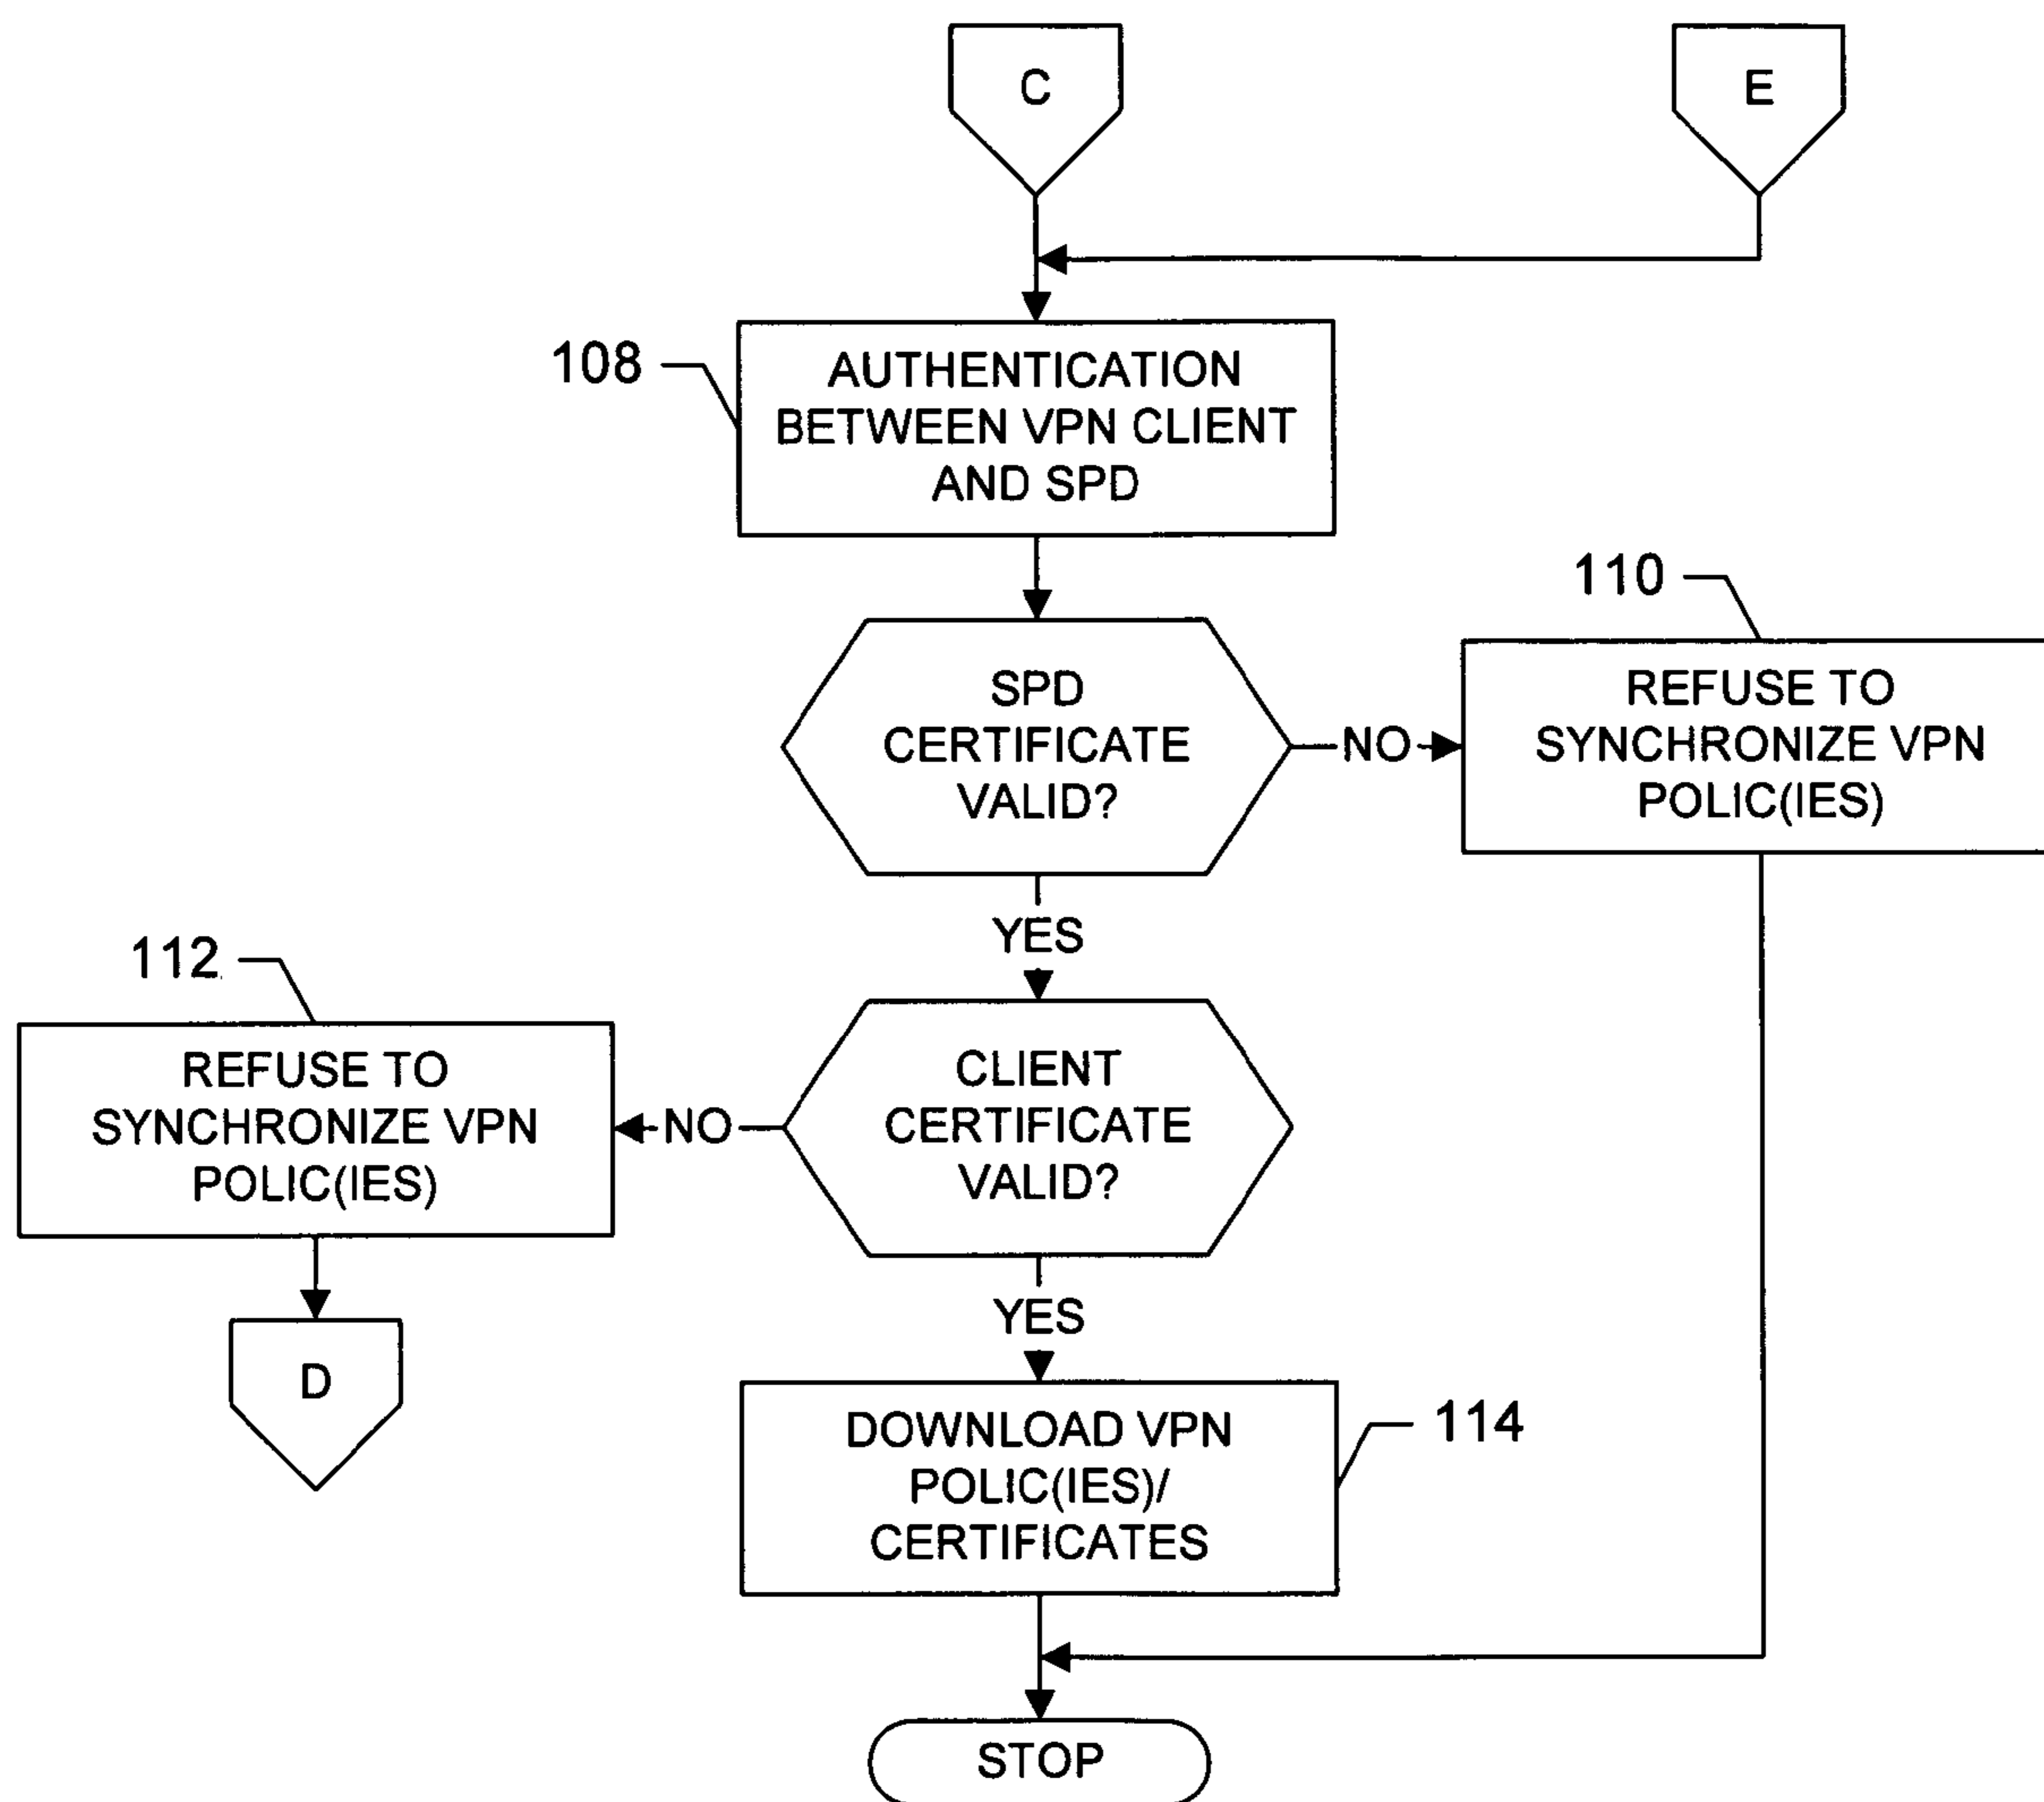 C
E
108
AUTHENTICATION
BETWEEN VPN CLIENT
AND SPD
110
SPD
CERTIFICATE
VALID?
NO
REFUSE TO
SYNCHRONIZE VPN
POLIC(IES)
YES
112
REFUSE TO
SYNCHRONIZE VPN
POLIC(IES)
NO
CLIENT
CERTIFICATE
VALID?
YES
D
DOWNLOAD VPN
POLIC(IES)/
CERTIFICATES
114
STOP